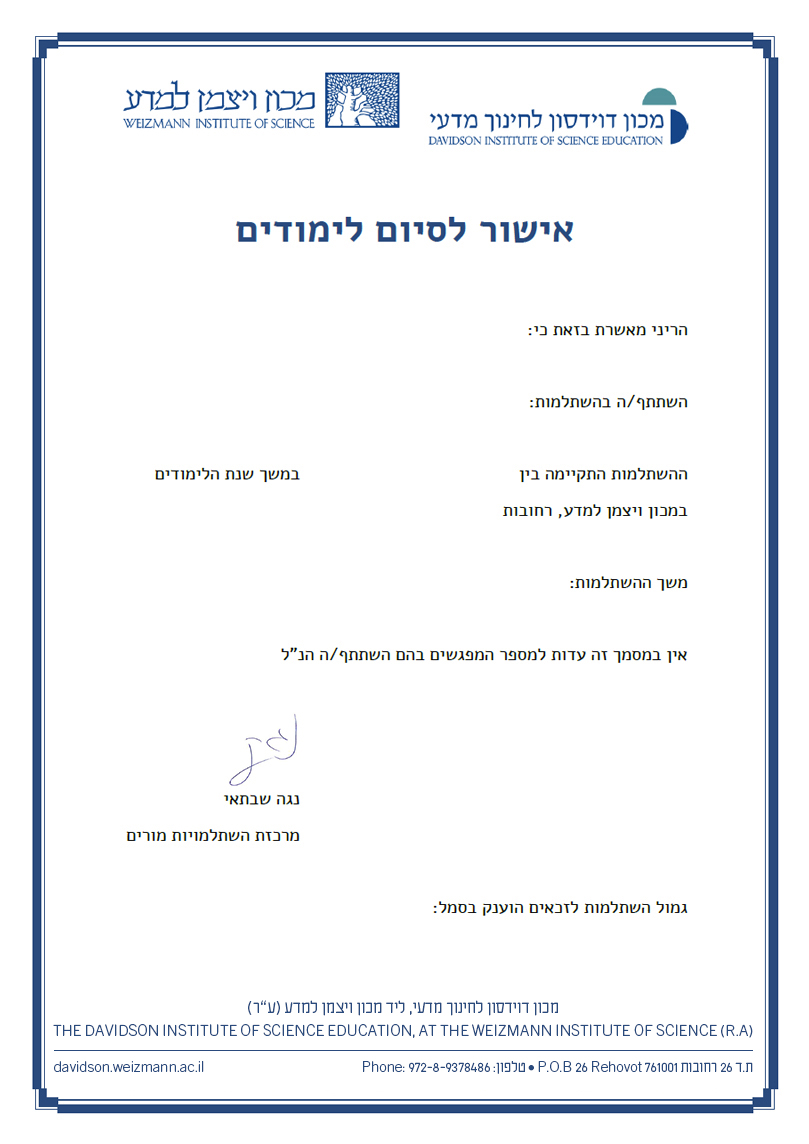 מכון ויצמן למדע
WEIZMANN INSTITUTE OF SCIENCE
מכון דוידסון לחינוך מדעי
DAVIDSON INSTITUTE OF SCIENCE EDUCATION
אישור לסיום לימודים
הריני מאשרת בזאת כי:
השתתף/ה בהשתלמות:
ההשתלמות התקיימה בין במשך שנת הלימודים
במכון ויצמן למדע, רחובות
משך ההשתלמות:
אין במסמך זה עדות למספר המפגשים בהם השתתף/ה הנ"ל
נגה שבתאי
מרכזת השתלמויות מורים
גמול השתלמות לזכאים הוענק בסמל:
מכון דוידסון לחינוך מדעי, ליד מכון ויצמן למדע (ע"ר)
THE DAVIDSON INSTITUTE OF SCIENCE EDUCATION, AT THE WEIZMANN INSTITUTE OF SCIENCE (R.A)
davidson.weizmann.ac.il Phone: 972-8-9378486 :טלפון • P.O.B 26 Rehovot 761001 ת.ד 26 רחובות